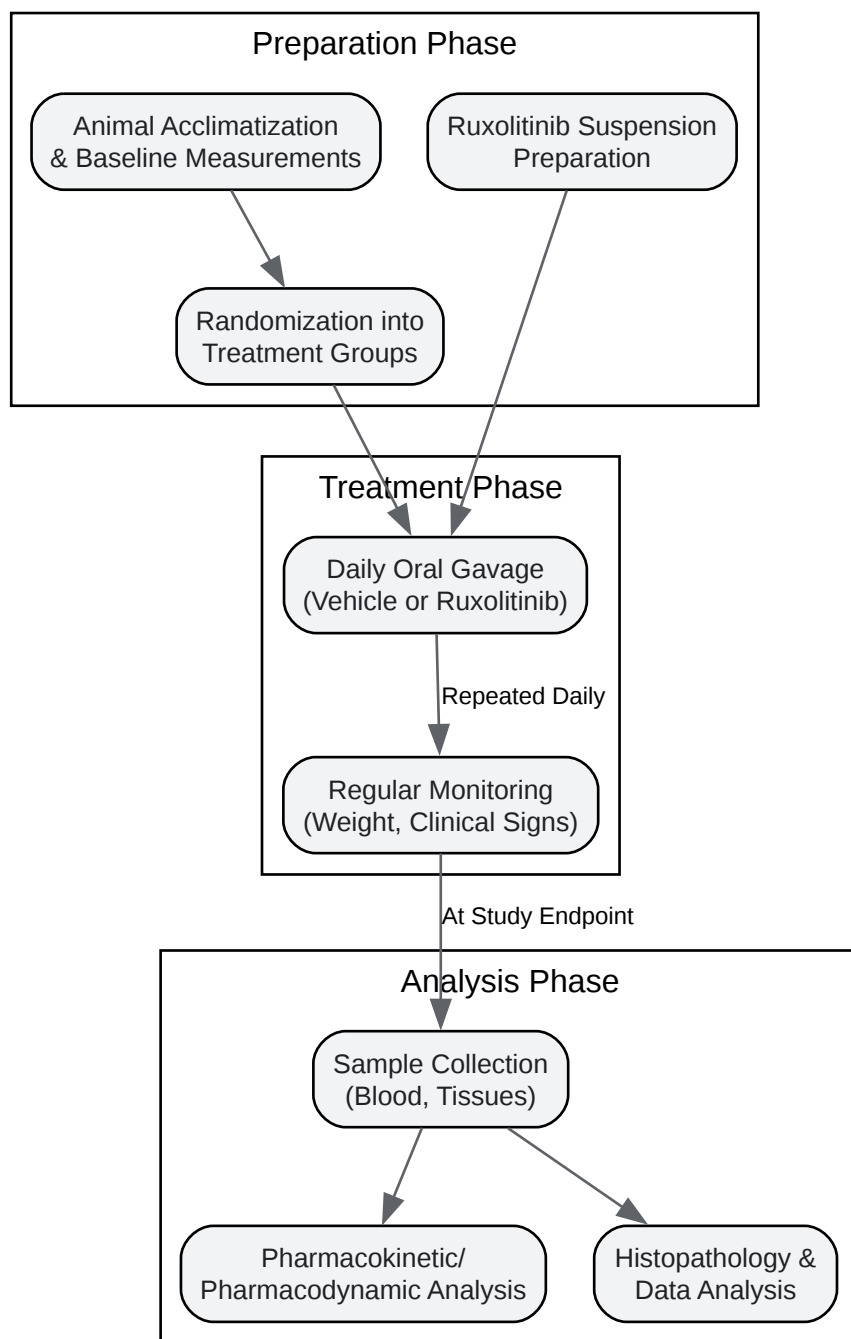 Preparation Phase
Animal Acclimatization
& Baseline Measurements
Ruxolitinib Suspension
Preparation
Randomization into
Treatment Groups
Treatment Phase
Daily Oral Gavage
(Vehicle or Ruxolitinib)
Repeated Daily
Regular Monitoring
(Weight, Clinical Signs)
At Study Endpoint
Analysis Phase
Sample Collection
(Blood, Tissues)
Pharmacokinetic/
Pharmacodynamic Analysis
Histopathology &
Data Analysis